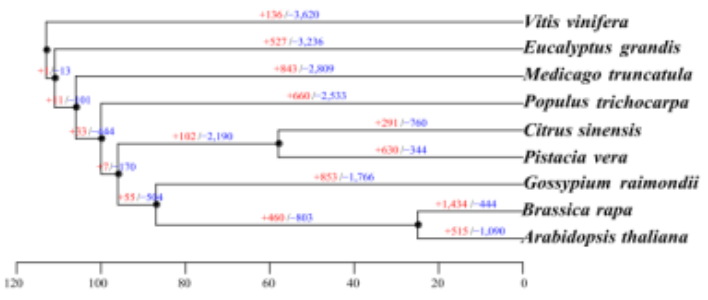 +136/−3,620 Vitis vinifera
+527/−3,236 Eucalyptus grandis
−13
+843/−2,809 Medicago truncatula
+11/−101
+660/−2,533 Populus trichocarpa
+33/−444
+291/−760 Citrus sinensis
+102/−2,190
+630/−344 Pistacia vera
+7/−170
+853/−1,766 Gossypium raimondii
+55/−504
+1,434/−444 Brassica rapa
+460/−803
+515/−1,090 Arabidopsis thaliana
120 100 80 60 40 20 0